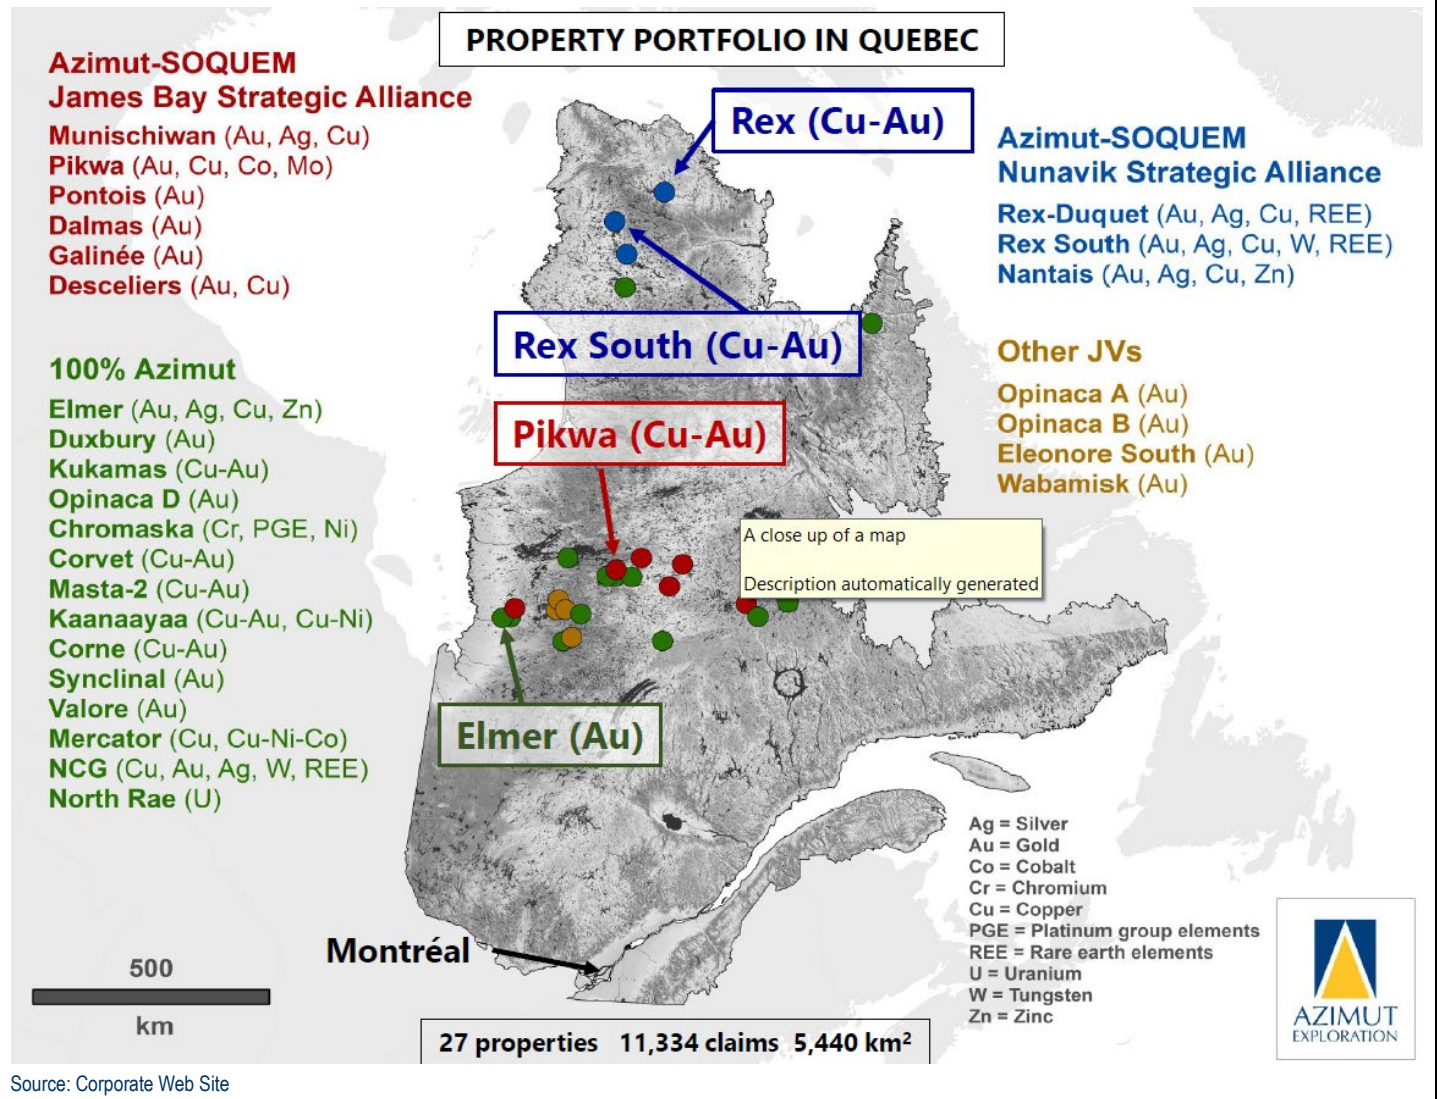 PROPERTY PORTFOLIO IN QUEBEC
Azimut-SOQUEM
James Bay Strategic Alliance
Munischiwan (Au, Ag, Cu)
Pikwa (Au, Cu, Co, Mo)
Pontois (Au)
Dalmas (Au)
Galinée (Au)
Desceliers (Au, Cu)
100% Azimut
Elmer (Au, Ag, Cu, Zn)
Duxbury (Au)
Kukamas (Cu-Au)
Opinaca D (Au)
Chromaska (Cr, PGE, Ni)
Corvet (Cu-Au)
Masta-2 (Cu-Au)
Kaanaayaa (Cu-Au, Cu-Ni)
Corne (Cu-Au)
Synclinal (Au)
Valore (Au)
Mercator (Cu, Cu-Ni-Co)
NCG (Cu, Au, Ag, W, REE)
North Rae (U)
Rex (Cu-Au)
Rex South (Cu-Au)
Pikwa (Cu-Au)
Elmer (Au)
Montréal
Azimut-SOQUEM
Nunavik Strategic Alliance
Rex-Duquet (Au, Ag, Cu, REE)
Rex South (Au, Ag, Cu, W, REE)
Nantais (Au, Ag, Cu, Zn)
Other JVs
Opinaca A (Au)
Opinaca B (Au)
Eleonore South (Au)
Wabamisk (Au)
A close up of a map
Description automatically generated
Ag = Silver
Au = Gold
Co = Cobalt
Cr = Chromium
Cu = Copper
PGE = Platinum group elements
REE = Rare earth elements
U = Uranium
W = Tungsten
Zn = Zinc
AZIMUT
EXPLORATION
500
km
27 properties 11,334 claims 5,440 km²
Source: Corporate Web Site